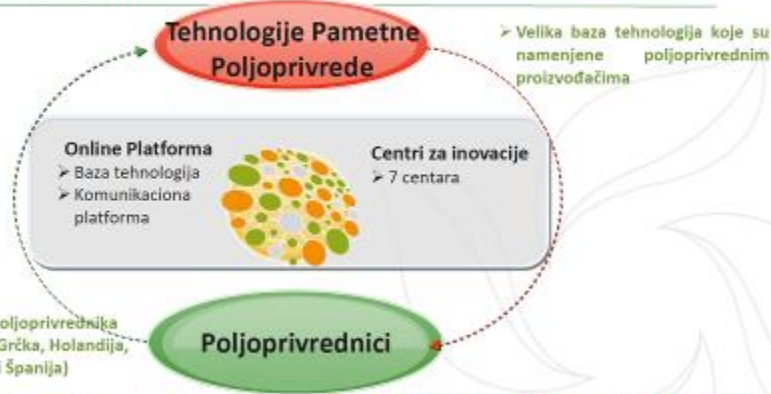 Tehnologije Pametne
Poljoprivrede
➢ Velika baza tehnologija koje su
namenjene poljoprivrednim
proizvođačima
Online Platforma
➢ Baza tehnologija
➢ Komunikaciona
platforma
Centri za inovacije
➢ 7 centara
Grčka, Holandija,
i Španija)
Poljoprivrednici